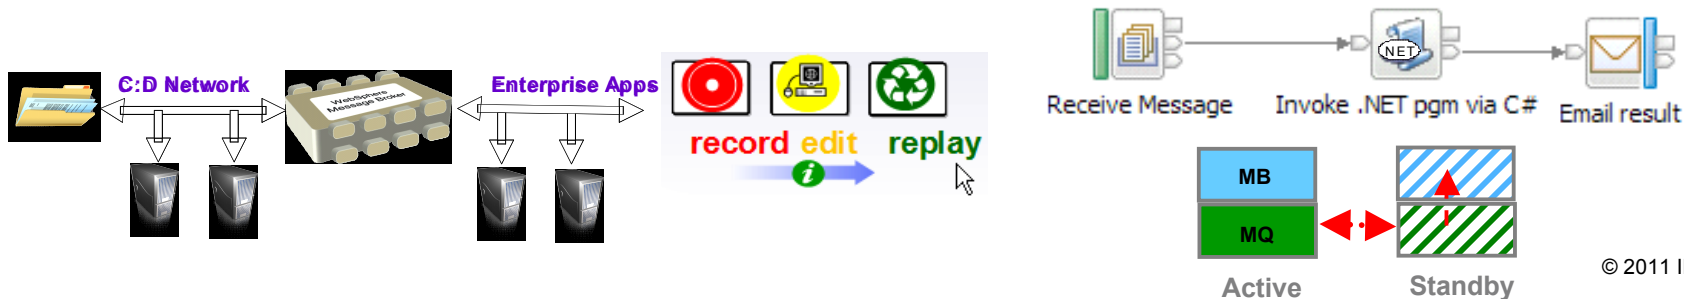 C:D Network
WebSphere
Message Broker
Enterprise Apps
record edit replay
i
Receive Message
NET
Invoke .NET pgm via C#
Email result
MB
MQ
Active
Standby
© 2011 I